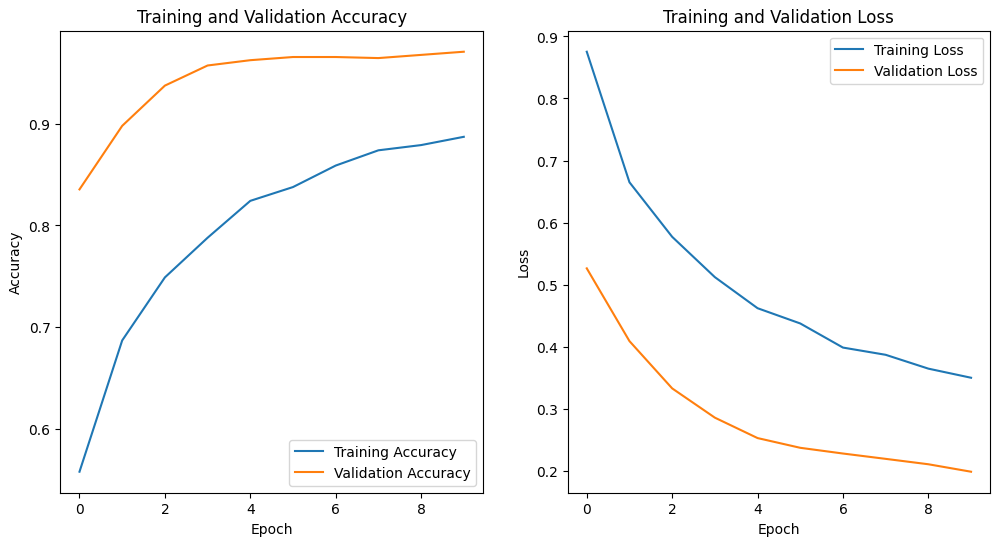 Training and Validation Accuracy
Accuracy
0.9
0.8
0.7
0.6
0
2
4
6
8
Epoch
Training Accuracy
Validation Accuracy
Training and Validation Loss
Loss
0.9
0.8
0.7
0.6
0.5
0.4
0.3
0.2
0
2
4
6
8
Epoch
Training Loss
Validation Loss